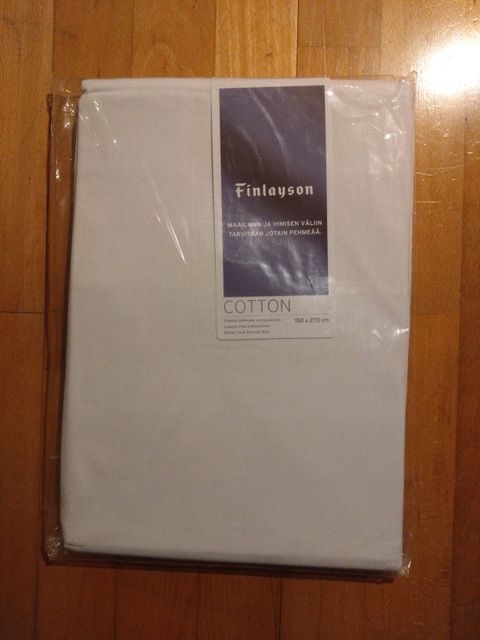 Finlayson
MAAILMAN JA IHMISEN VÄLIIN
TARVITAAN JOTAIN PEHMEÄÄ.
COTTON
150 x 270 cm